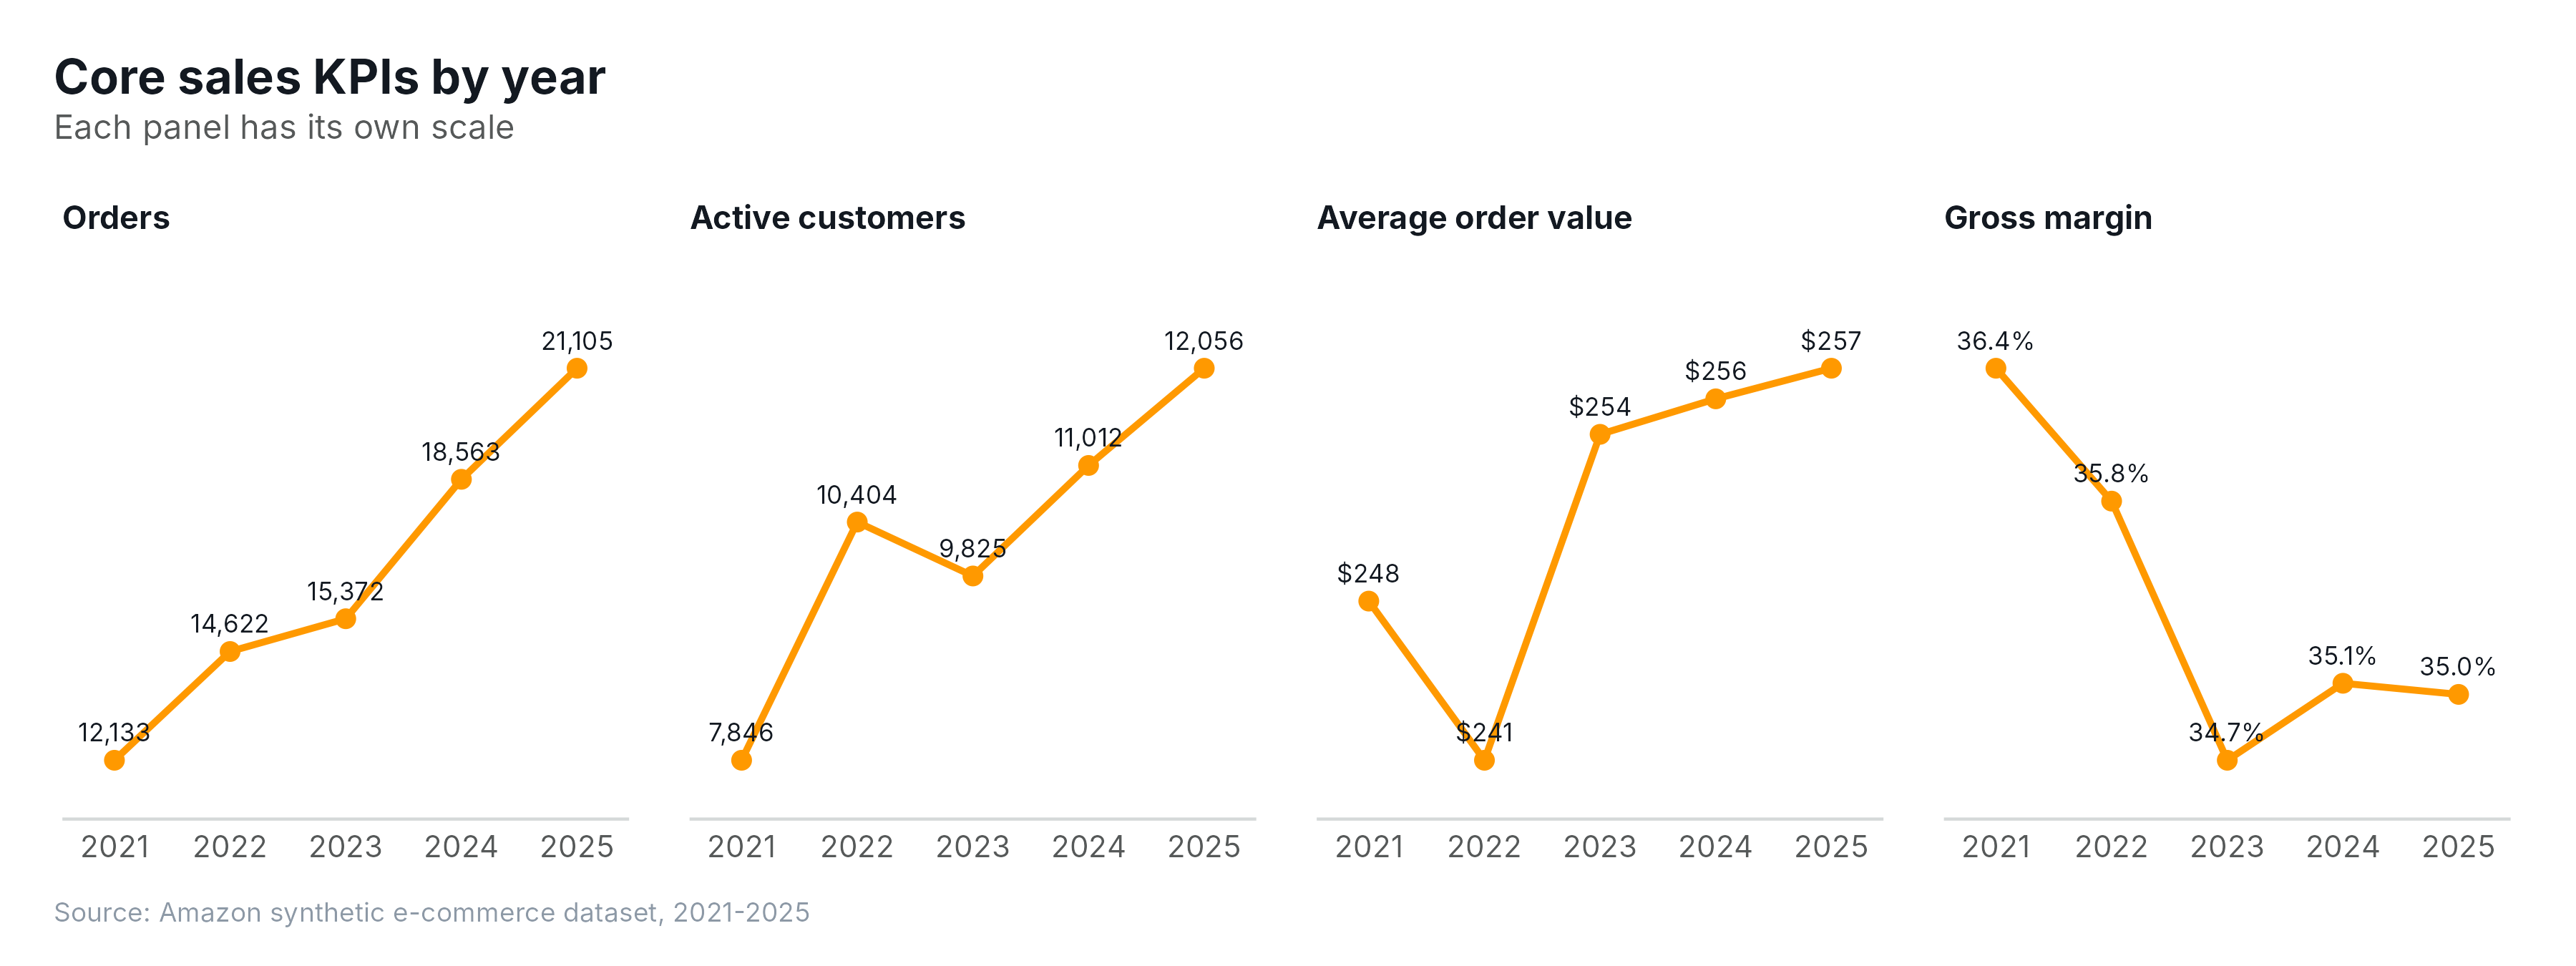 Core sales KPIs by year
Each panel has its own scale
Orders
12,133
14,622
15,372
18,563
21,105
2021 2022 2023 2024 2025
Active customers
7,846
10,404
9,825
11,012
12,056
2021 2022 2023 2024 2025
Average order value
$248
$241
$254
$256
$257
2021 2022 2023 2024 2025
Gross margin
36.4%
35.8%
34.7%
35.1%
35.0%
2021 2022 2023 2024 2025
Source: Amazon synthetic e-commerce dataset, 2021-2025